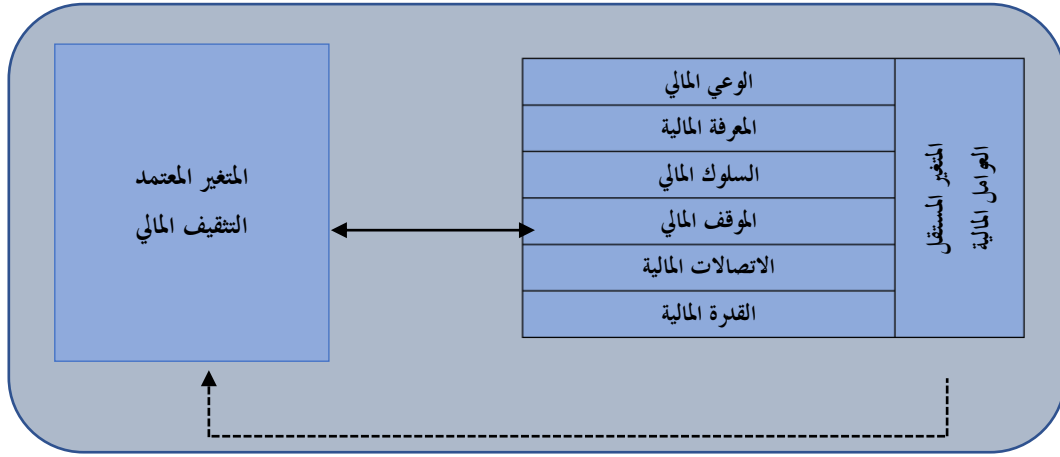 المتغير المستقل
العوامل المالية
الوعي المالي
المعرفة المالية
السلوك المالي
الموقف المالي
الاتصالات المالية
القدرة المالية
المتغير المعتمد
التثقيف المالي